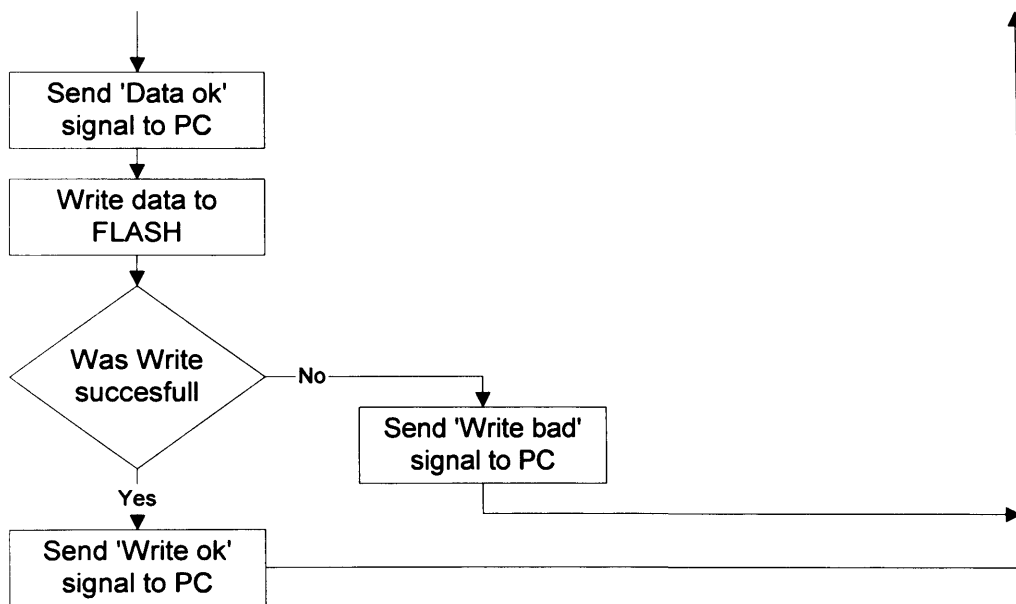 Send 'Data ok'
signal to PC
Write data to
FLASH
Was Write
succesfull
No
Send 'Write bad'
signal to PC
Yes
Send 'Write ok'
signal to PC